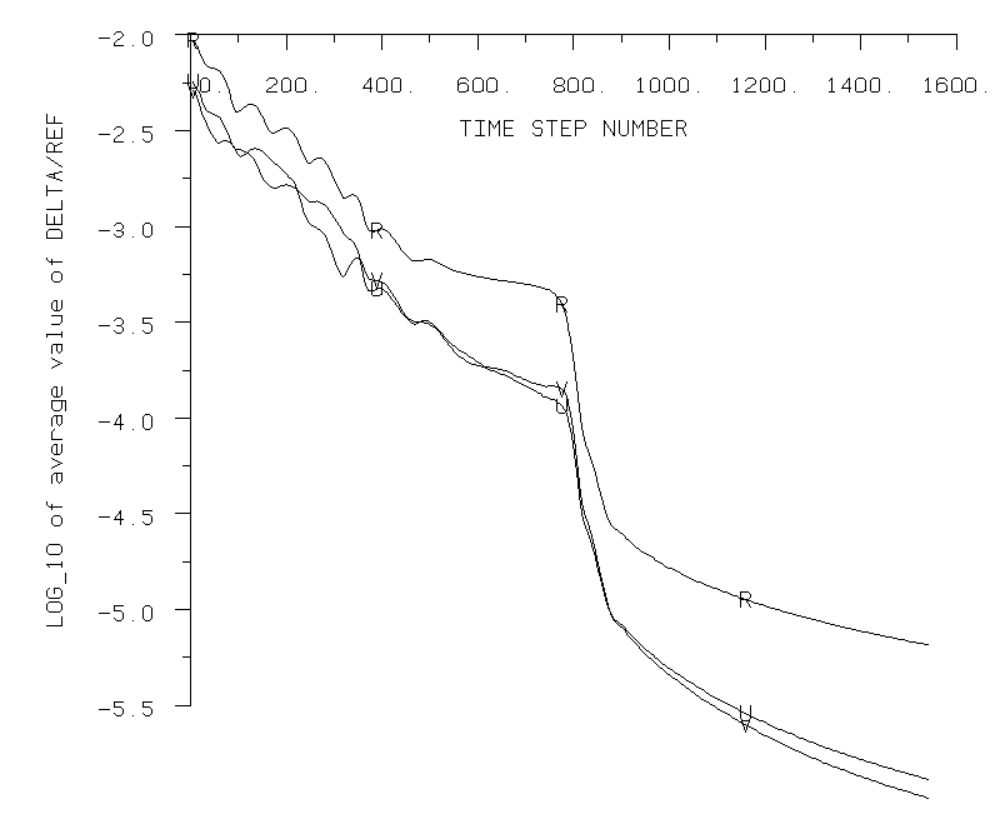 -2.0
0. 200. 400. 600. 800. 1000. 1200. 1400. 1600.
TIME STEP NUMBER
-2.5
-3.0
-3.5
-4.0
-4.5
-5.0
-5.5
LOG_10 of average value of DELTA/REF
R
U
R
V
U
R
V
U
R
U
V